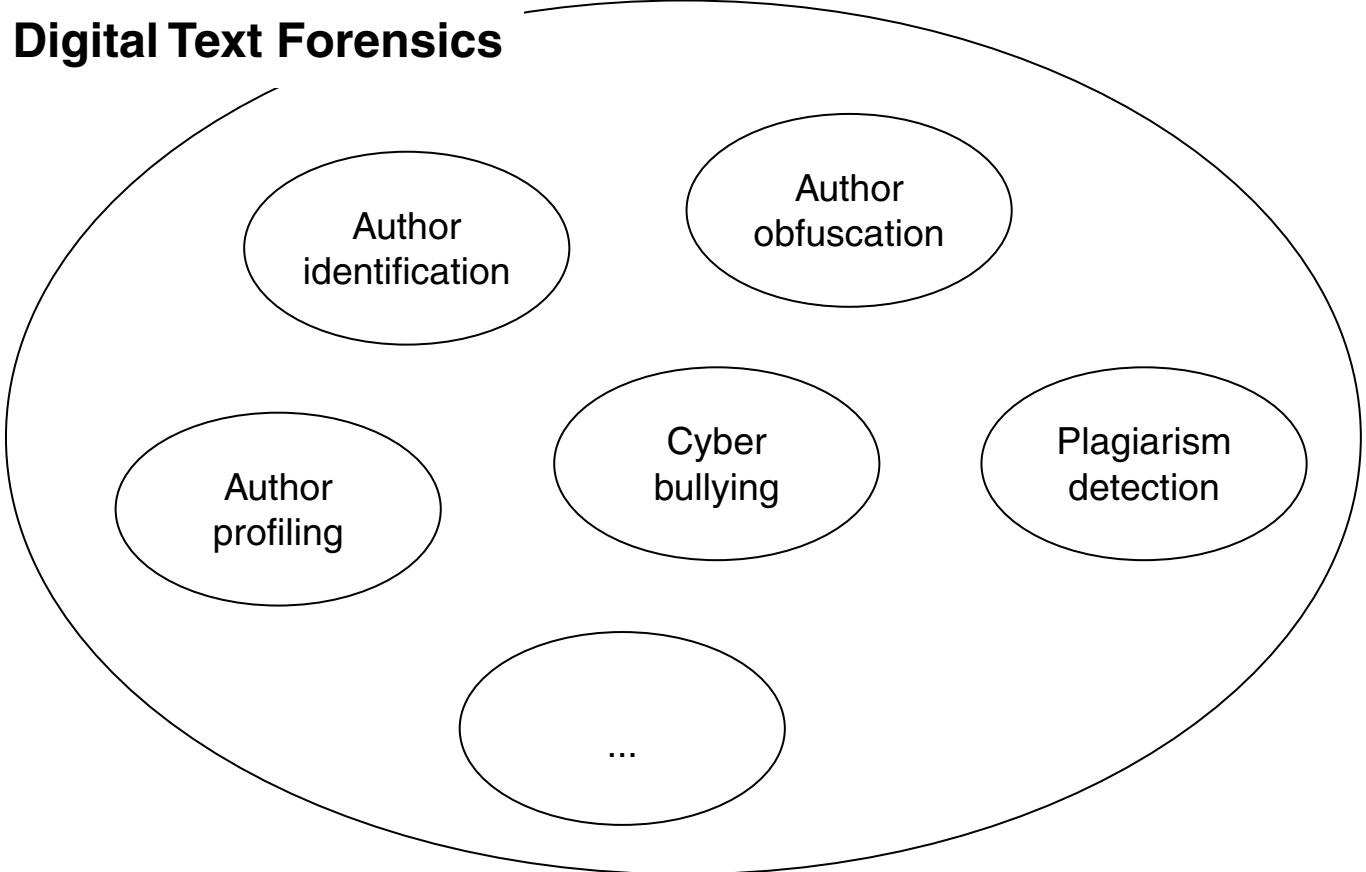 Digital Text Forensics
Author
identification
Author
obfuscation
Author
profiling
Cyber
bullying
Plagiarism
detection
...